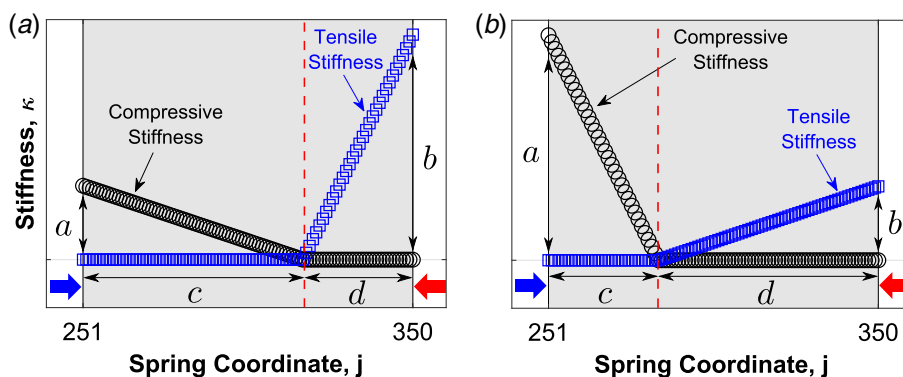 (a)
Tensile
Stiffness
Compressive
Stiffness
a
b
c
d
Stiffness, κ
251
350
Spring Coordinate, j
(b)
Compressive
Stiffness
Tensile
Stiffness
a
b
c
d
251
350
Spring Coordinate, j